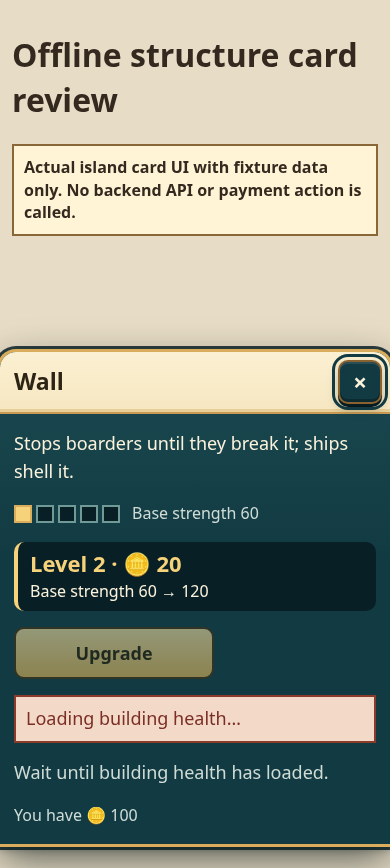 Offline structure card
review
Actual island card UI with fixture data
only. No backend API or payment action is
called.
Wall
×
Stops boarders until they break it; ships
shell it.
Base strength 60
Level 2 · 🪙 20
Base strength 60 → 120
Upgrade
Loading building health…
Wait until building health has loaded.
You have 🪙 100